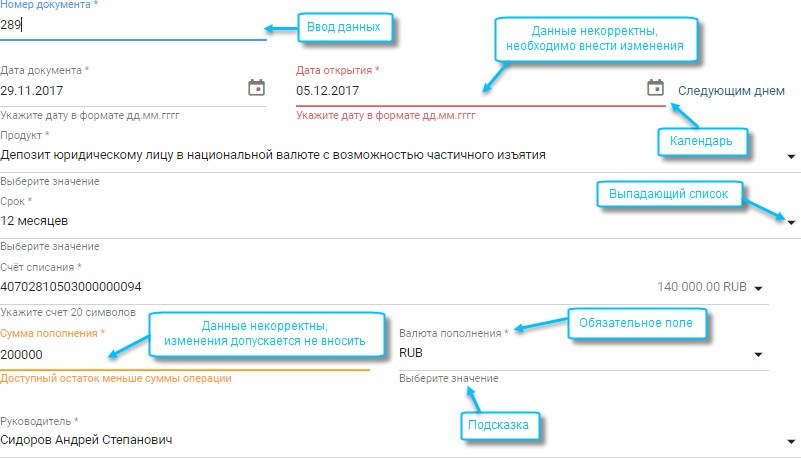 Номер документа *
289
Ввод данных
Данные некорректны,
необходимо внести изменения
Дата документа *
29.11.2017
Дата открытия *
05.12.2017
Следующим днем
Укажите дату в формате дд.мм.гггг
Укажите дату в формате дд.мм.гггг
Календарь
Продукт *
Депозит юридическому лицу в национальной валюте с возможностью частичного изъятия
Выберите значение
Выпадающий список
Срок *
12 месяцев
Выберите значение
Счёт списания *
40702810503000000094
140 000.00 RUB
Укажите счет 20 символов
Сумма пополнения *
200000
Доступный остаток меньше суммы операции
Данные некорректны,
изменения допускается не вносить
Валюта пополнения *
RUB
Выберите значение
Обязательное поле
Подсказка
Руководитель *
Сидоров Андрей Степанович